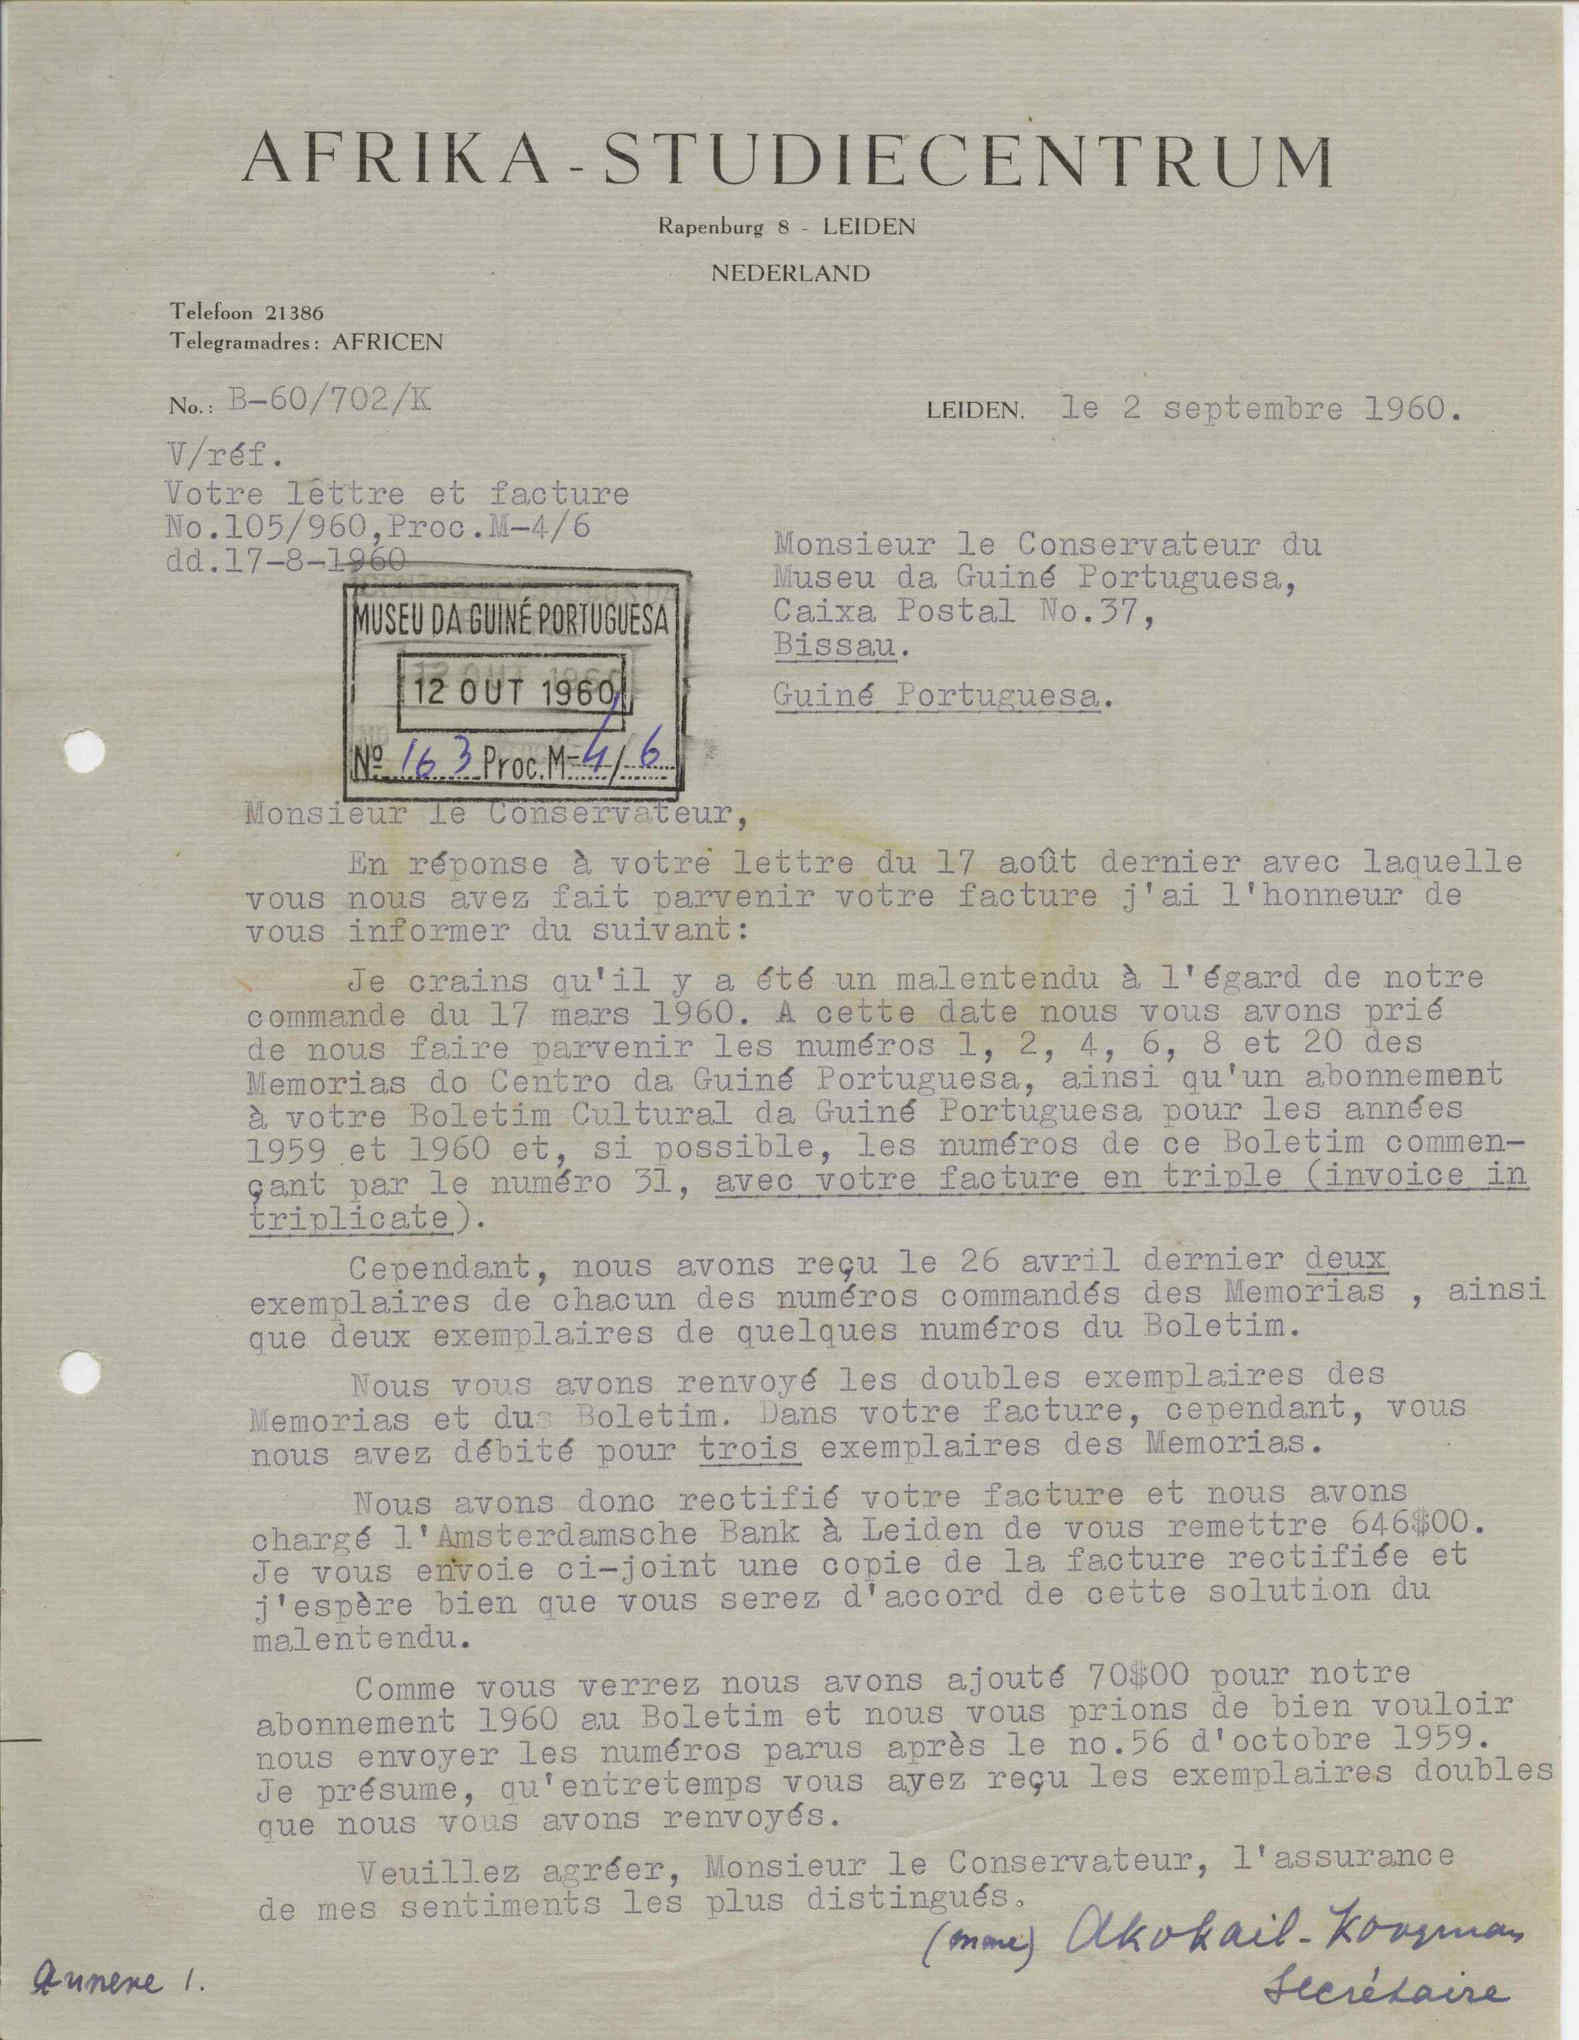 AFRIKA-STUDIECENTRUM
Rapenburg 8 - LEIDEN
NEDERLAND
Telefoon 21386
Telegramadres: AFRICEN
No.: B-60/702/K
LEIDEN. le 2 septembre 1960.
V/réf.
Votre lettre et facture
No.105/960,Proc.M-4/6
dd.17-8-1960
Monsieur le Conservateur du
Museu da Guiné Portuguesa,
Caixa Postal No.37,
Bissau.
Guiné Portuguesa.
MUSEU DA GUINÉ PORTUGUESA
12 OUT 1960
Nº 163 Proc. M-4/6
Monsieur le Conservateur,
En réponse à votre lettre du 17 août dernier avec laquelle
vous nous avez fait parvenir votre facture j'ai l'honneur de
vous informer du suivant:
Je crains qu'il y a été un malentendu à l'égard de notre
commande du 17 mars 1960. A cette date nous vous avons prié
de nous faire parvenir les numéros 1, 2, 4, 6, 8 et 20 des
Memorias do Centro da Guiné Portuguesa, ainsi qu'un abonnement
à votre Boletim Cultural da Guiné Portuguesa pour les années
1959 et 1960 et, si possible, les numéros de ce Boletim commen-
çant par le numéro 31, avec votre facture en triple (invoice in
triplicate).
Cependant, nous avons reçu le 26 avril dernier deux
exemplaires de chacun des numéros commandés des Memorias , ainsi
que deux exemplaires de quelques numéros du Boletim.
Nous vous avons renvoyé les doubles exemplaires des
Memorias et du Boletim. Dans votre facture, cependant, vous
nous avez débité pour trois exemplaires des Memorias.
Nous avons donc rectifié votre facture et nous avons
chargé l'Amsterdamsche Bank à Leiden de vous remettre 646$00.
Je vous envoie ci-joint une copie de la facture rectifiée et
j'espère bien que vous serez d'accord de cette solution du
malentendu.
Comme vous verrez nous avons ajouté 70$00 pour notre
abonnement 1960 au Boletim et nous vous prions de bien vouloir
nous envoyer les numéros parus après le no.56 d'octobre 1959.
Je présume, qu'entretemps vous ayez reçu les exemplaires doubles
que nous vous avons renvoyés.
Veuillez agréer, Monsieur le Conservateur, l'assurance
de mes sentiments les plus distingués.
(mme)
Secrétaire
Annexe 1.